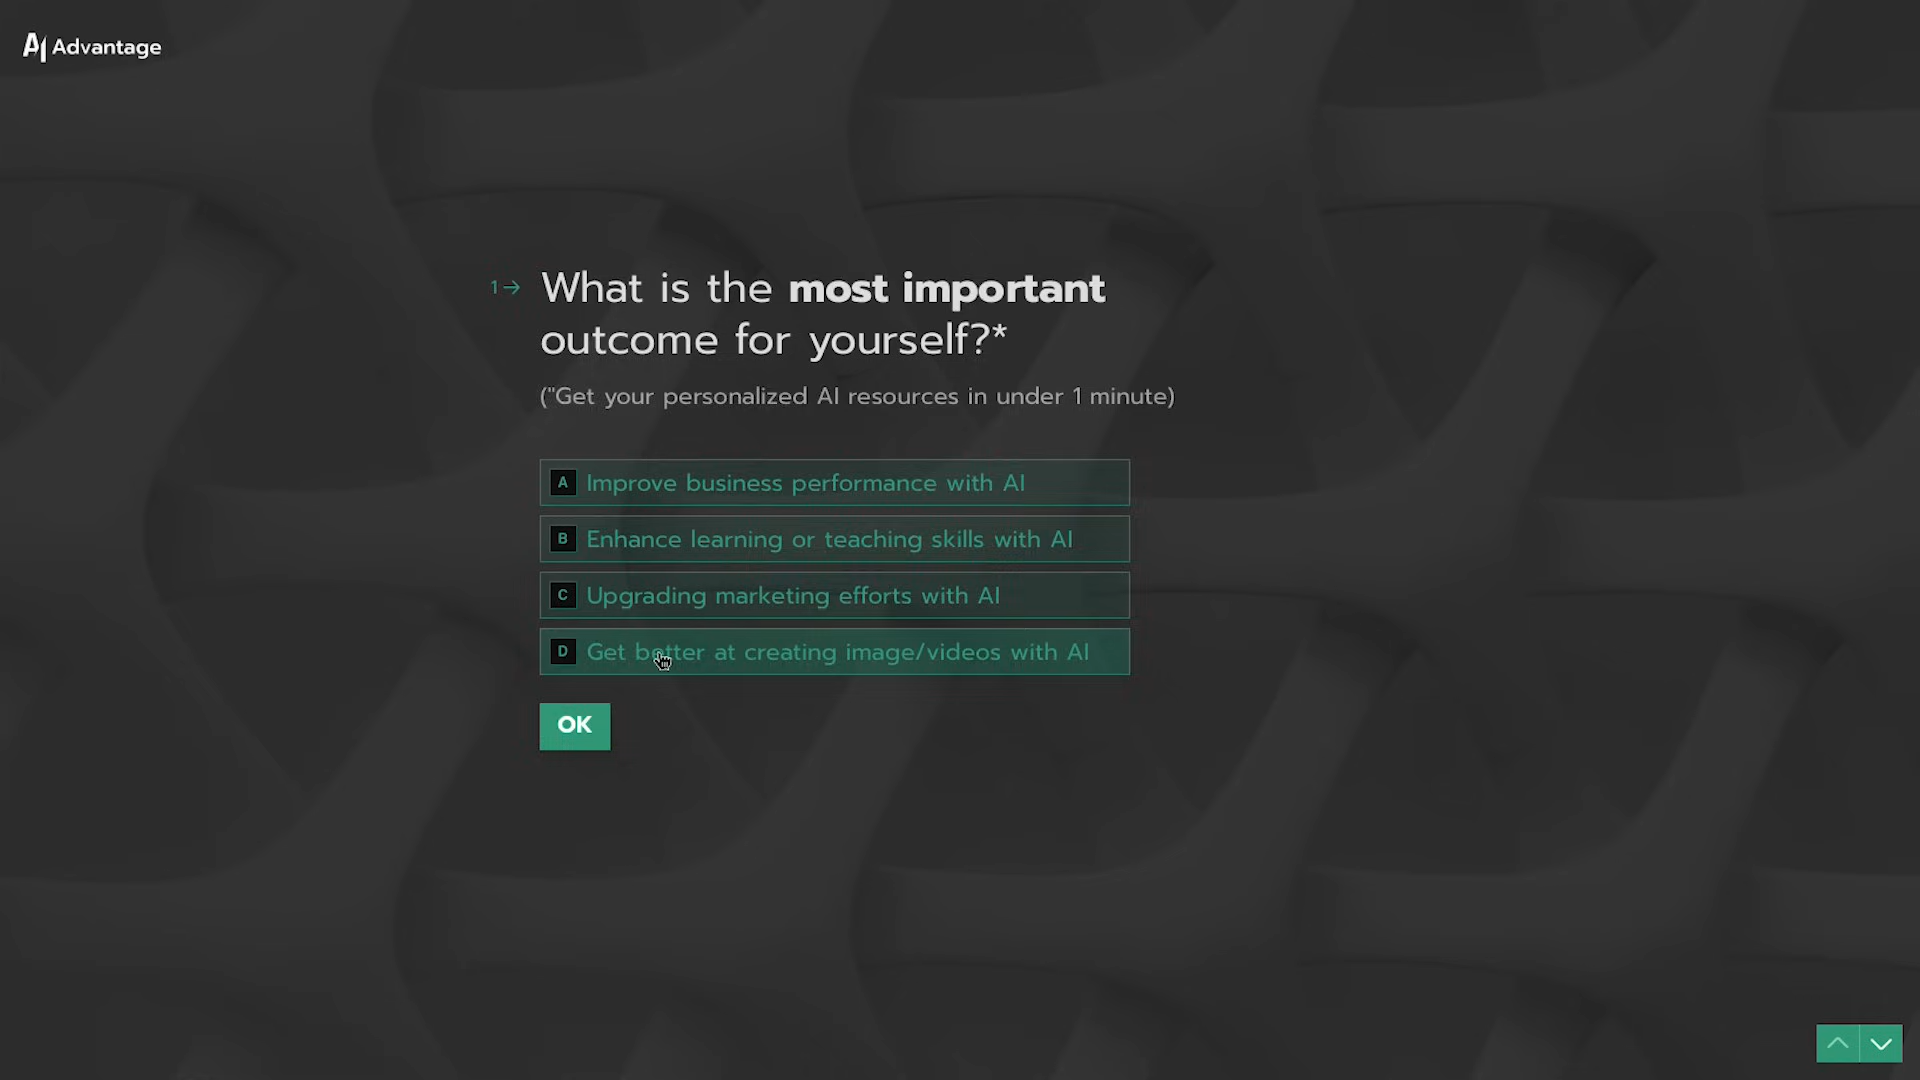 AI Advantage
1→ What is the most important
outcome for yourself?*
("Get your personalized AI resources in under 1 minute)
A Improve business performance with AI
B Enhance learning or teaching skills with AI
C Upgrading marketing efforts with AI
D Get better at creating image/videos with AI
OK